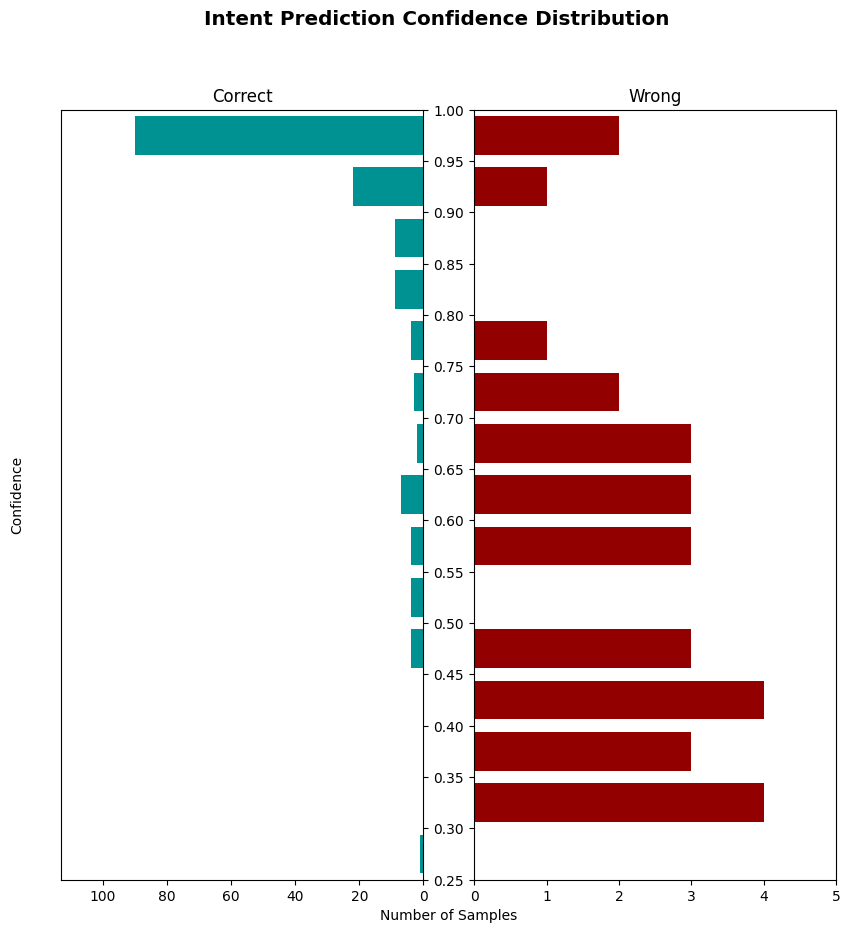 Intent Prediction Confidence Distribution
Correct
Wrong
1.00
0.95
0.90
0.85
0.80
0.75
0.70
0.65
0.60
0.55
0.50
0.45
0.40
0.35
0.30
0.25
Confidence
100 80 60 40 20 0
0 1 2 3 4 5
Number of Samples